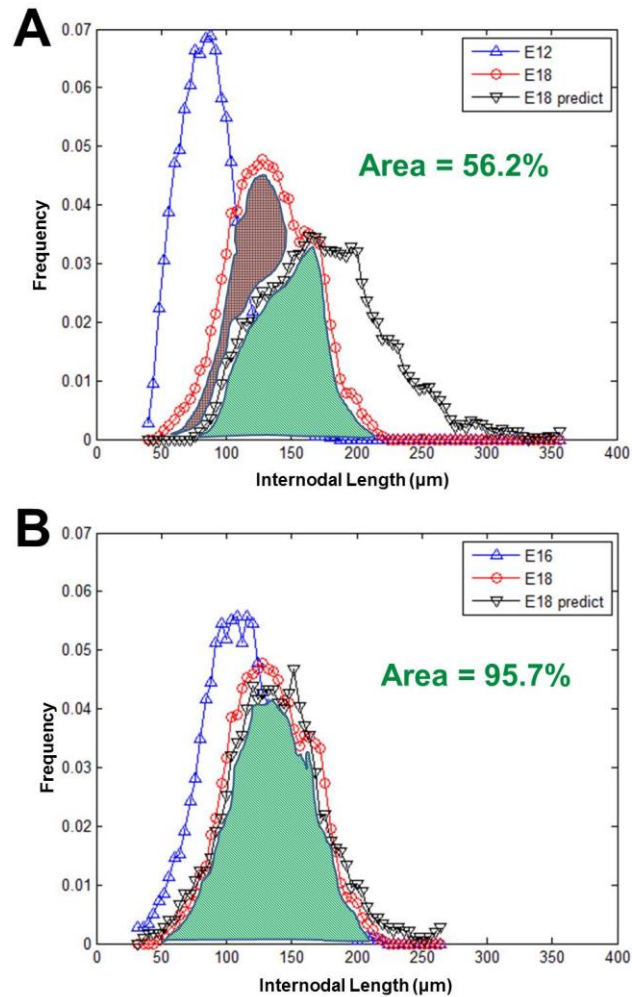 A
0.07
0.06
0.05
0.04
0.03
0.02
0.01
0
Frequency
E12
E18
E18 predict
Area = 56.2%
0 50 100 150 200 250 300 350 400
Internodal Length (µm)
B
0.07
0.06
0.05
0.04
0.03
0.02
0.01
0
Frequency
E16
E18
E18 predict
Area = 95.7%
0 50 100 150 200 250 300 350 400
Internodal Length (µm)